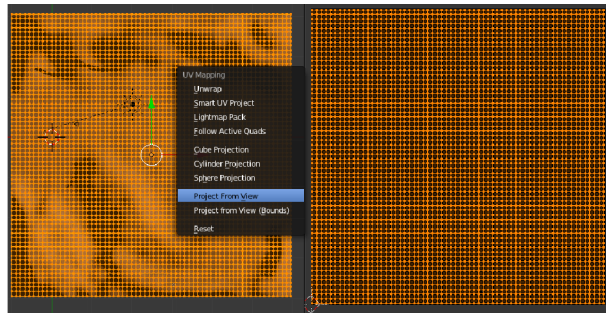 UV Mapping
Unwrap
Smart UV Project
Lightmap Pack
Follow Active Quads
Cube Projection
Cylinder Projection
Sphere Projection
Project From View
Project from View (Bounds)
Reset